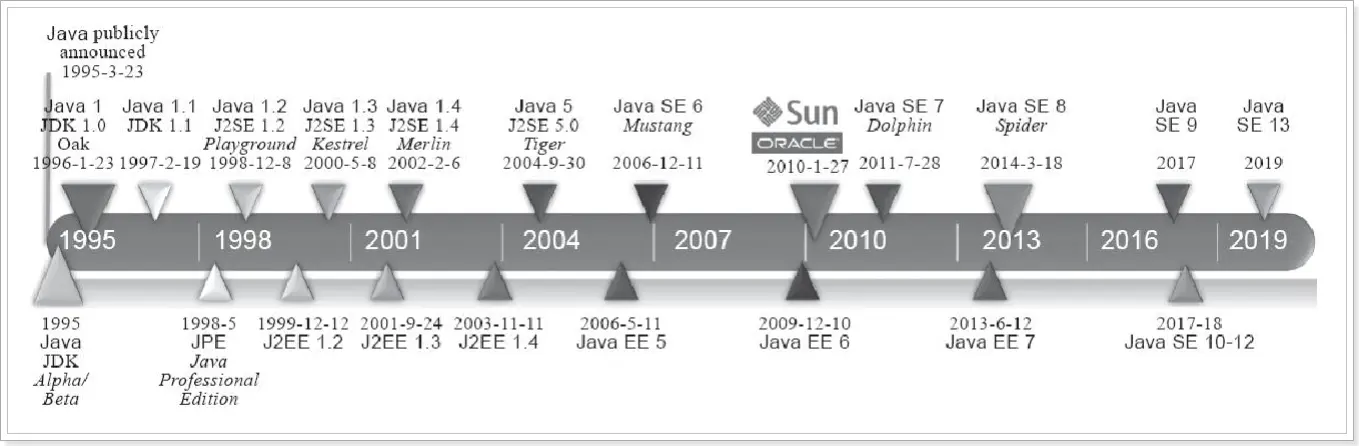 Java publicly
announced
1995-3-23
Java 1
JDK 1.0
Oak
1996-1-23
Java 1.1
JDK 1.1
1997-2-19
Java 1.2
J2SE 1.2
Playground
1998-12-8
Java 1.3
J2SE 1.3
Kestrel
2000-5-8
Java 1.4
J2SE 1.4
Merlin
2002-2-6
Java 5
J2SE 5.0
Tiger
2004-9-30
Java SE 6
Mustang
2006-12-11
Sun
ORACLE
2010-1-27
Java SE 7
Dolphin
2011-7-28
Java SE 8
Spider
2014-3-18
Java
SE 9
2017
Java
SE 13
2019
1995
1998
2001
2004
2007
2010
2013
2016
2019
1995
Java
JDK
Alpha/
Beta
1998-5
JPE
Java
Professional
Edition
1999-12-12
J2EE 1.2
2001-9-24
J2EE 1.3
2003-11-11
J2EE 1.4
2006-5-11
Java EE 5
2009-12-10
Java EE 6
2013-6-12
Java EE 7
2017-18
Java SE 10-12